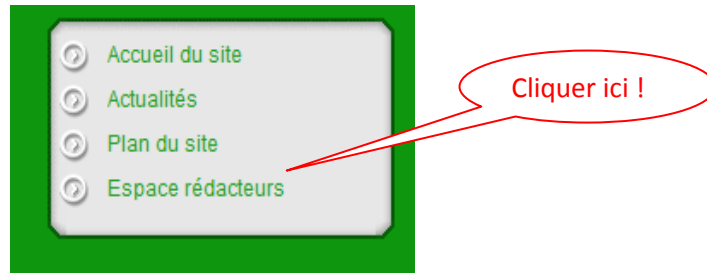 Accueil du site
Actualités
Plan du site
Espace rédacteurs
Cliquer ici !